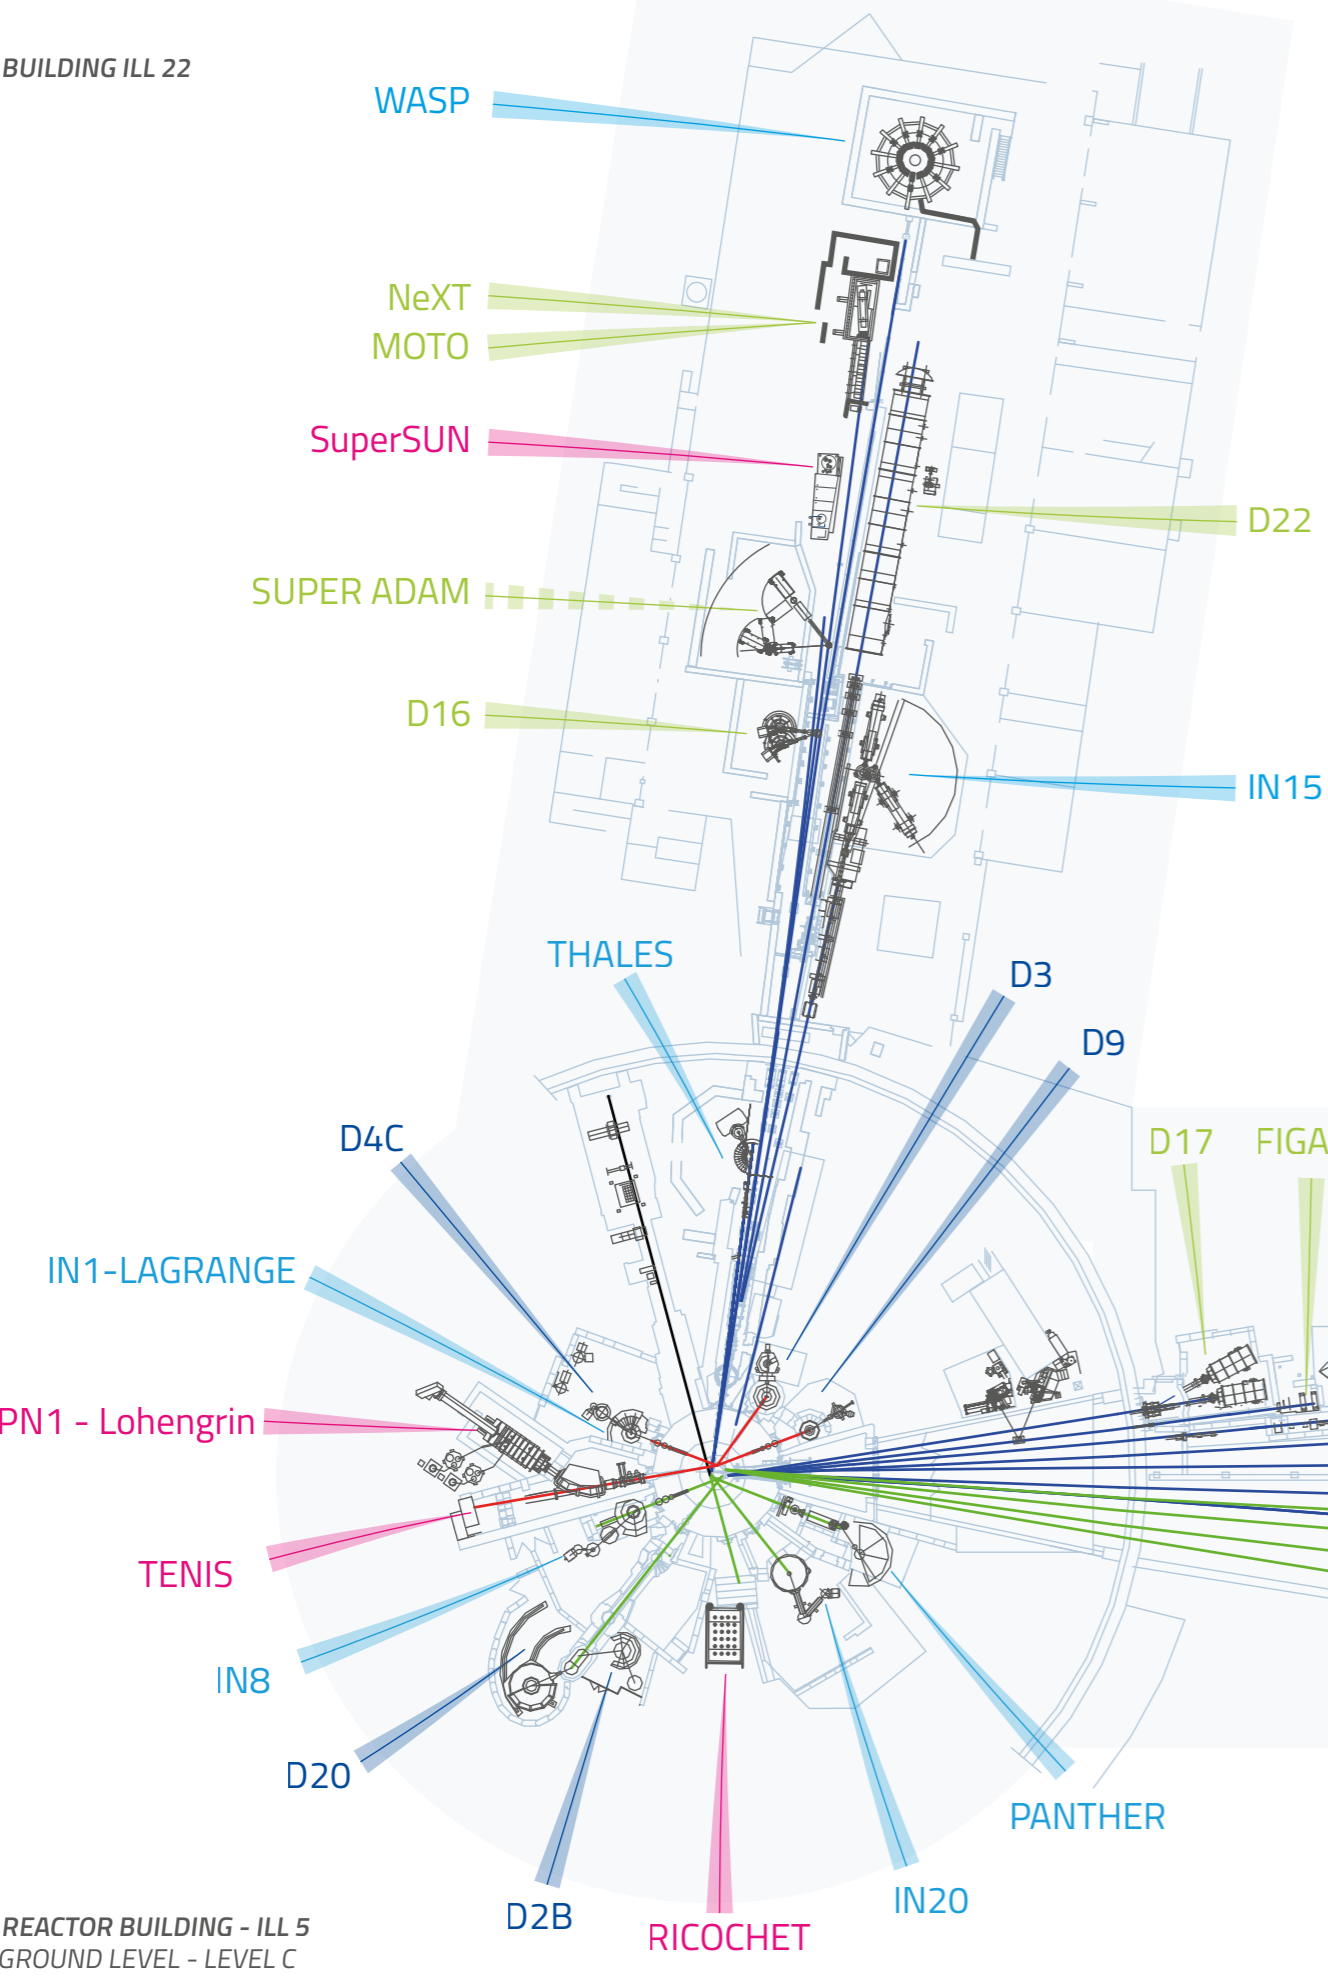 BUILDING ILL 22
WASP
NeXT
MOTO
SuperSUN
D22
SUPER ADAM
D16
IN15
THALES
D3
D9
D4C
D17
FIGA
IN1-LAGRANGE
PN1 - Lohengrin
TENIS
IN8
D20
PANTHER
IN20
D2B
RICOCHET
REACTOR BUILDING - ILL 5
GROUND LEVEL - LEVEL C